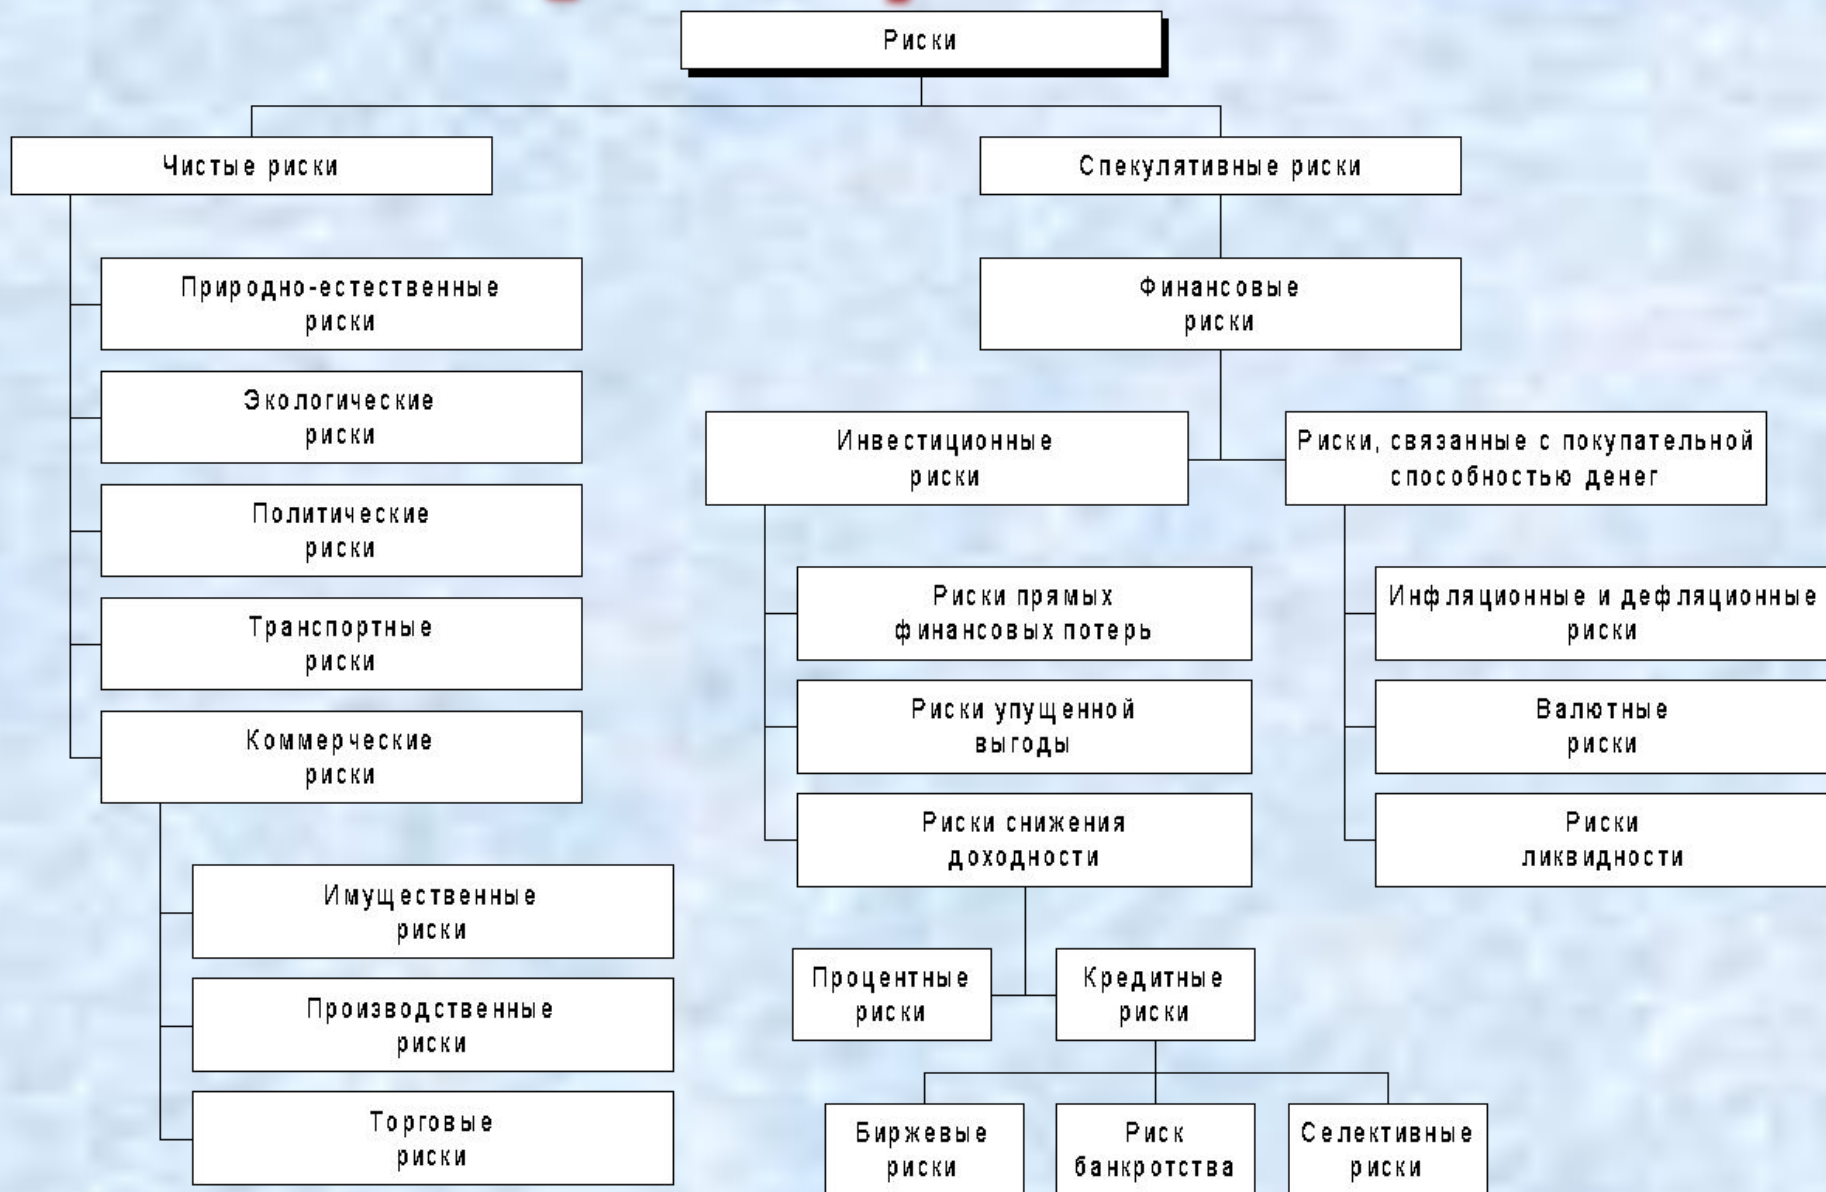 Риски
Чистые риски
Спекулятивные риски
Природно-естественные
риски
Экологические
риски
Политические
риски
Транспортные
риски
Коммерческие
риски
Имущественные
риски
Производственные
риски
Торговые
риски
Финансовые
риски
Инвестиционные
риски
Риски, связанные с покупательной
способностью денег
Риски прямых
финансовых потерь
Риски упущенной
выгоды
Риски снижения
доходности
Инфляционные и дефляционные
риски
Валютные
риски
Риски
ликвидности
Процентные
риски
Кредитные
риски
Биржевые
риски
Риск
банкротства
Селективные
риски